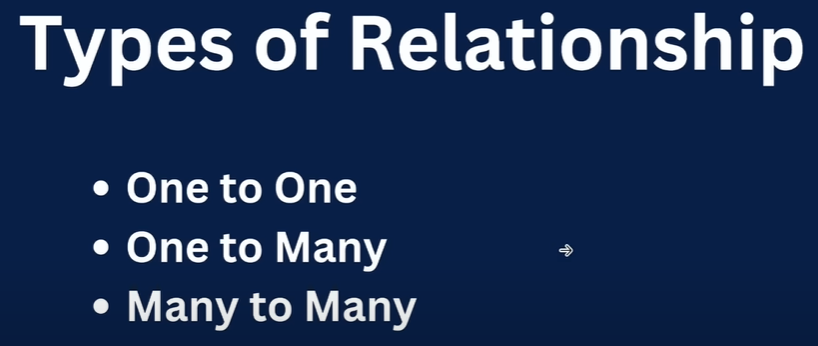 Types of Relationship
• One to One
• One to Many
• Many to Many